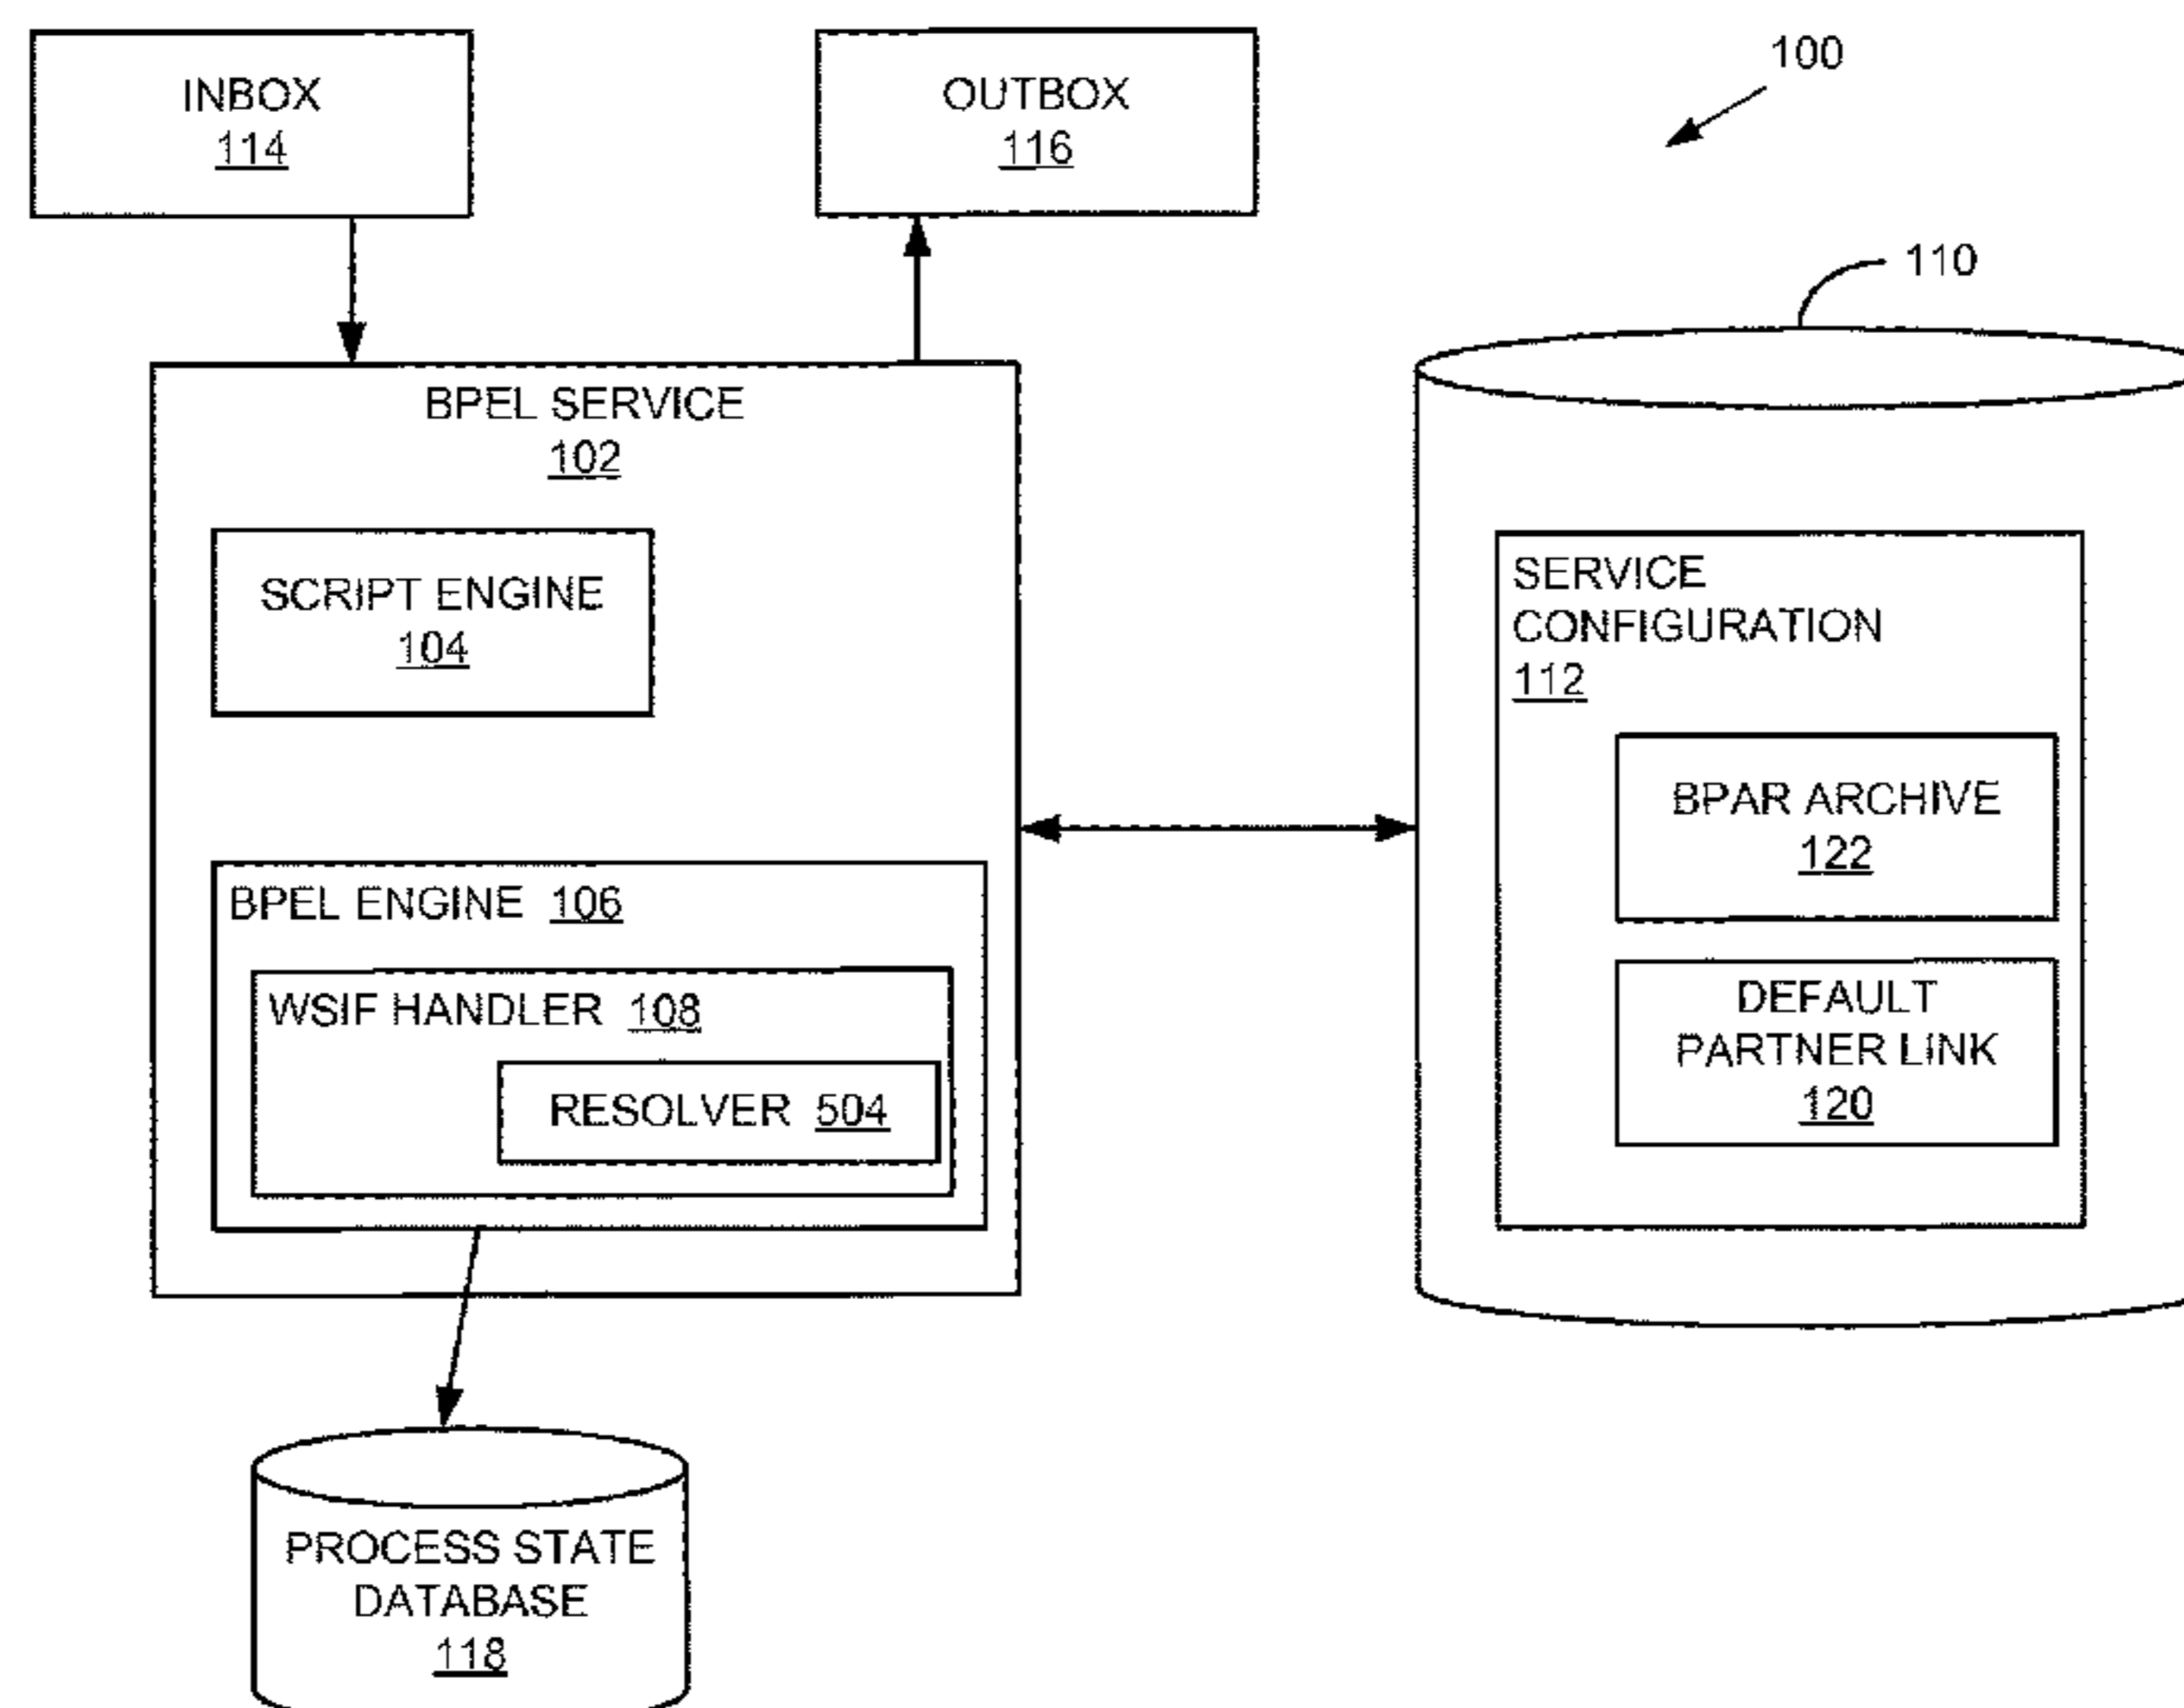 INBOX
114
OUTBOX
116
100
110
BPEL SERVICE
102
SCRIPT ENGINE
104
BPEL ENGINE 106
WSIF HANDLER 108
RESOLVER 504
SERVICE
CONFIGURATION
112
BPAR ARCHIVE
122
DEFAULT
PARTNER LINK
120
PROCESS STATE
DATABASE
118